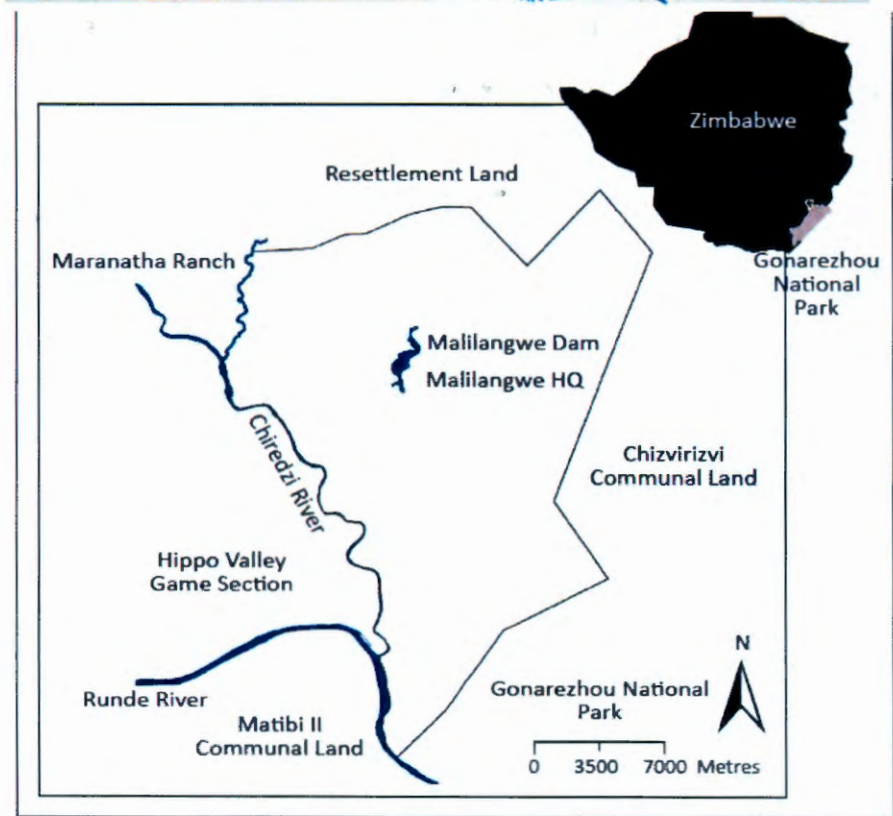 Zimbabwe
Resettlement Land
Maranatha Ranch
Gonarezhou
National
Park
Malilangwe Dam
Malilangwe HQ
Chiredzi River
Chizvirizvi
Communal Land
Hippo Valley
Game Section
N
Runde River
Gonarezhou National
Park
Matibi II
Communal Land
0 3500 7000 Metres